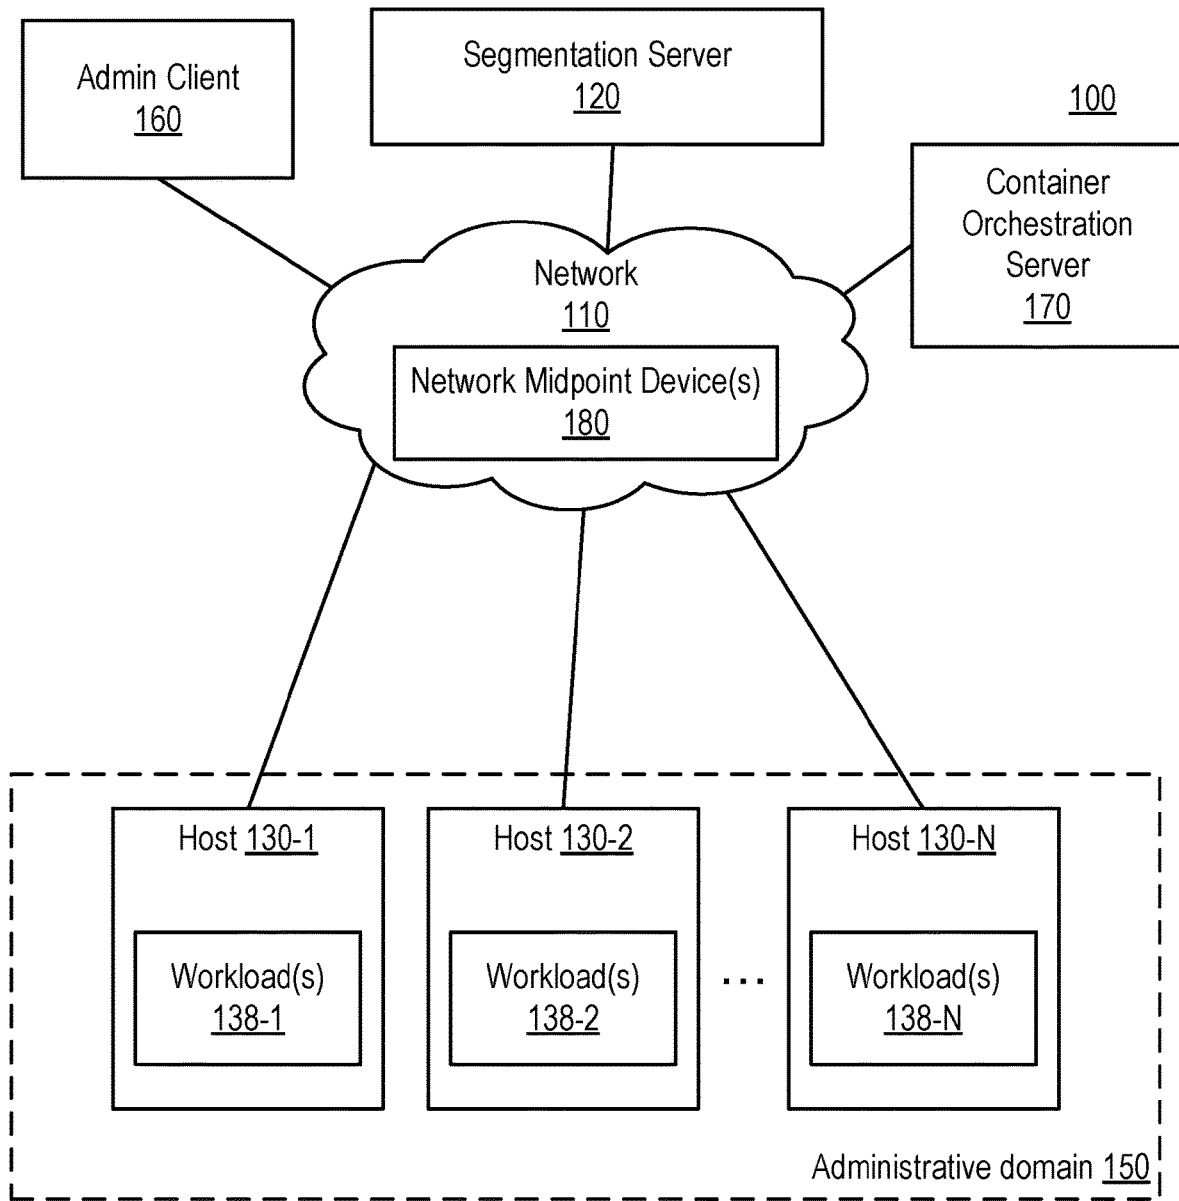 Admin Client
160
Segmentation Server
120
100
Container
Orchestration
Server
170
Network
110
Network Midpoint Device(s)
180
Host 130-1
Workload(s)
138-1
Host 130-2
Workload(s)
138-2
...
Host 130-N
Workload(s)
138-N
Administrative domain 150